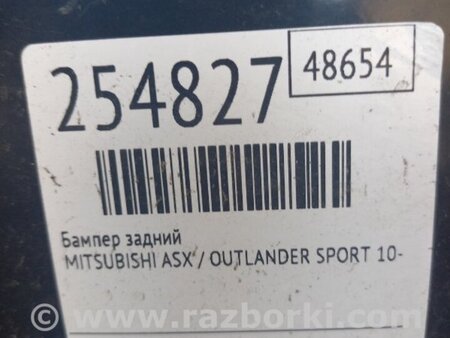 254827
48654
Бампер задний
MITSUBISHI ASX / OUTLANDER SPORT 10-
© www.razborki.com